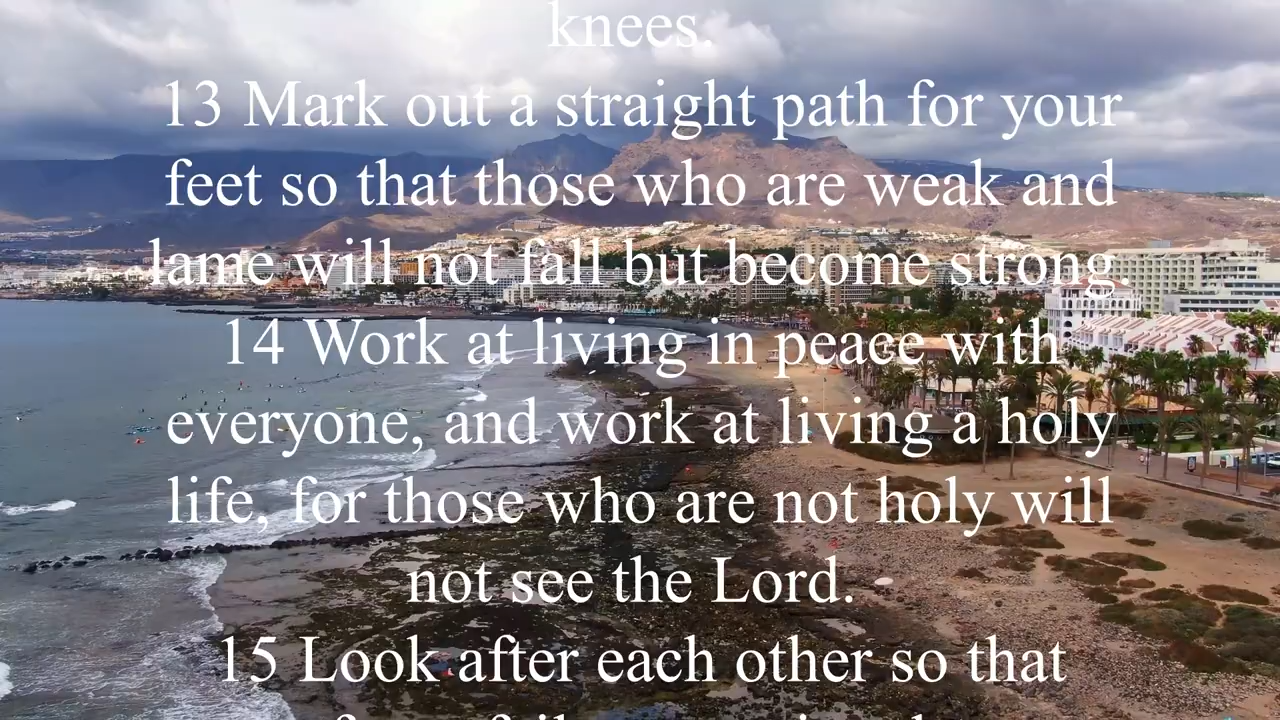 knees.
13 Mark out a straight path for your
feet so that those who are weak and
lame will not fall but become strong.
14 Work at living in peace with
everyone, and work at living a holy
life, for those who are not holy will
not see the Lord.
15 Look after each other so that